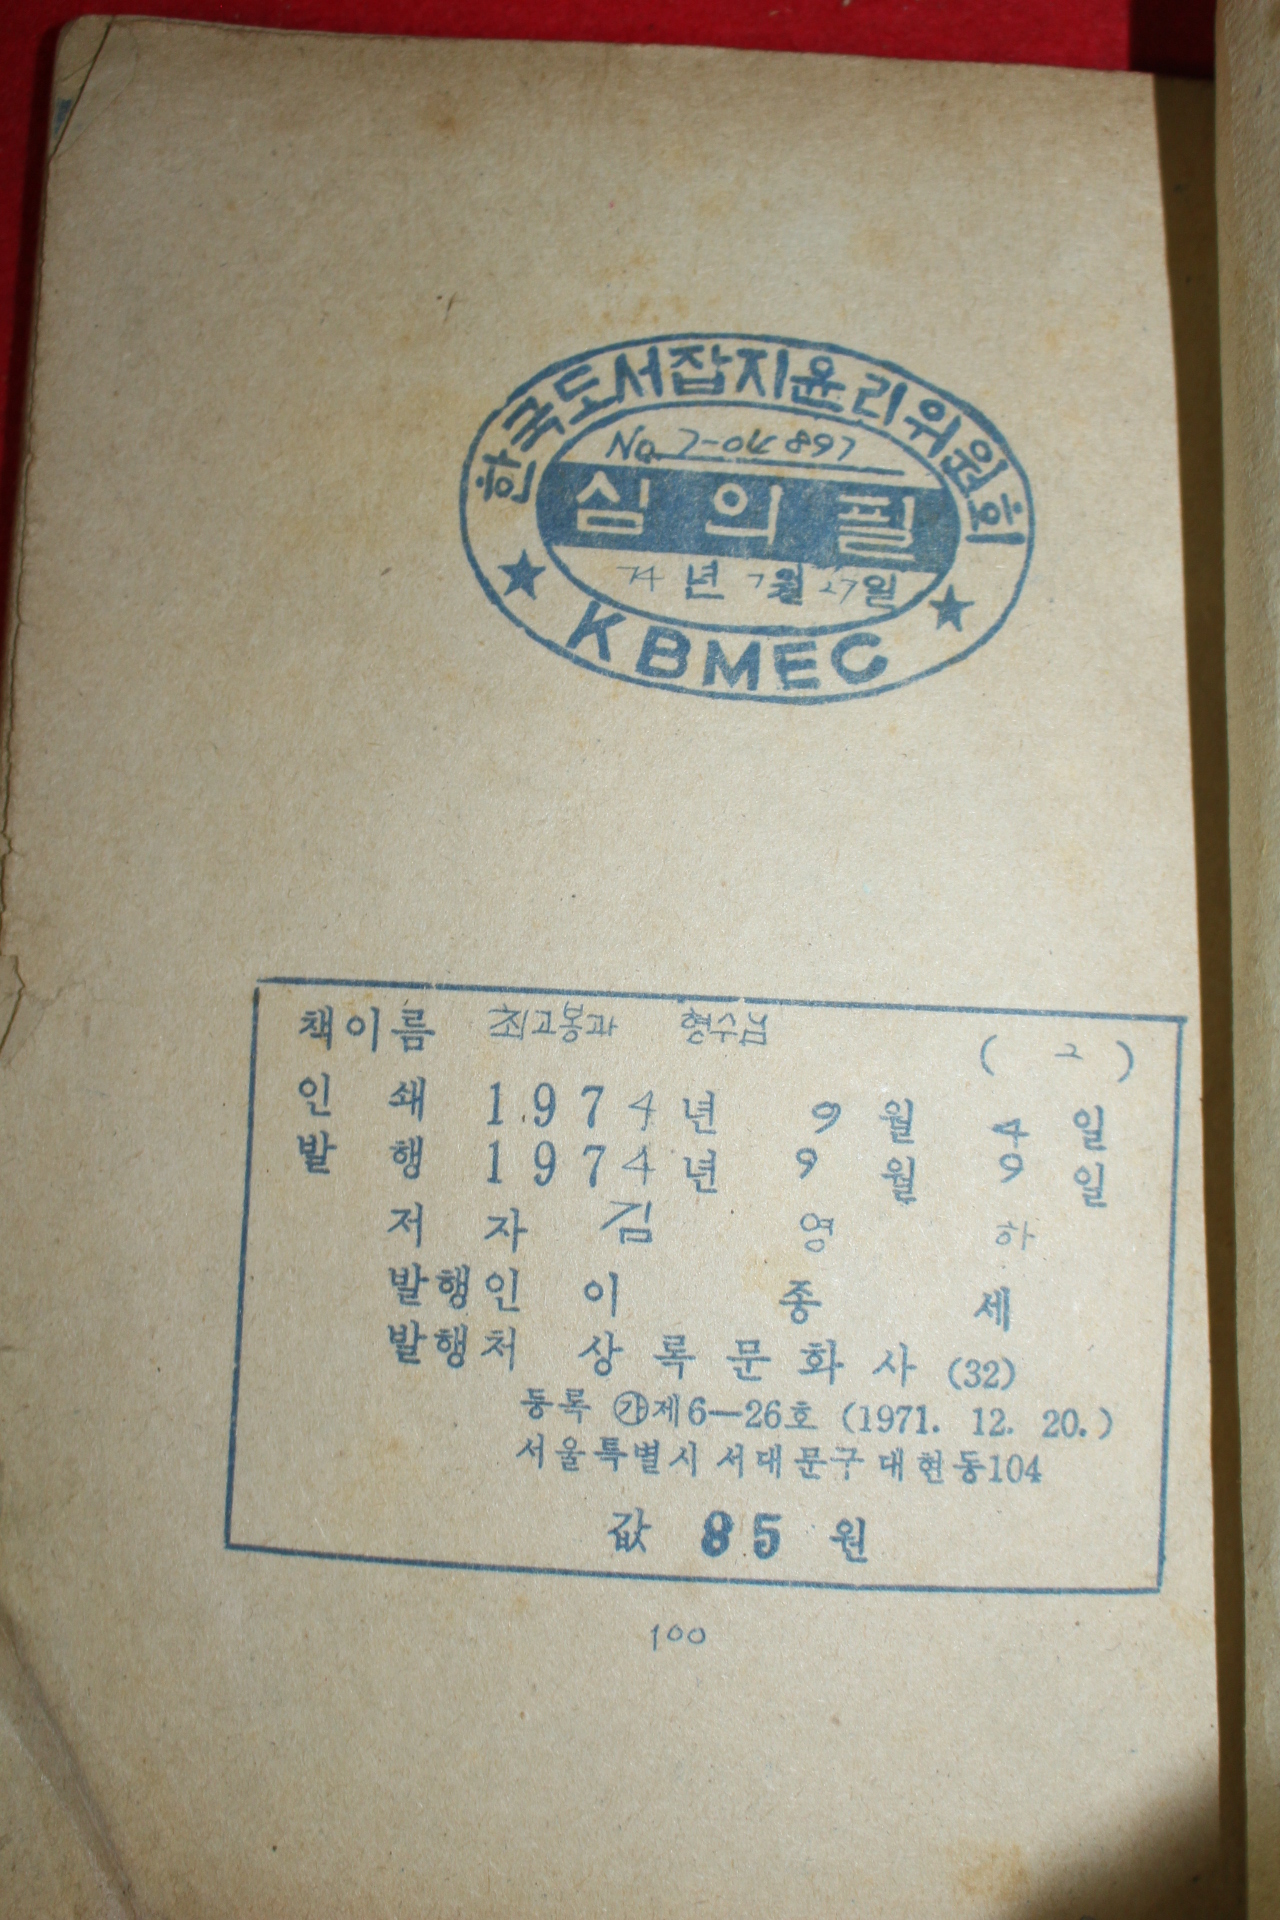 한국도서잡지윤리위원회
No. 7-04897
심의필
74년 7월 27일
KBMEC
책이름 최고봉과 형수님 ( )
인 쇄 1974년 9월 4일
발 행 1974년 9월 9일
저 자 김 영 하
발행인 이 종 세
발행처 상록문화사 (32)
등록 ㉮제6—26호 (1971. 12. 20.)
서울특별시 서대문구 대현동104
값 85 원
100